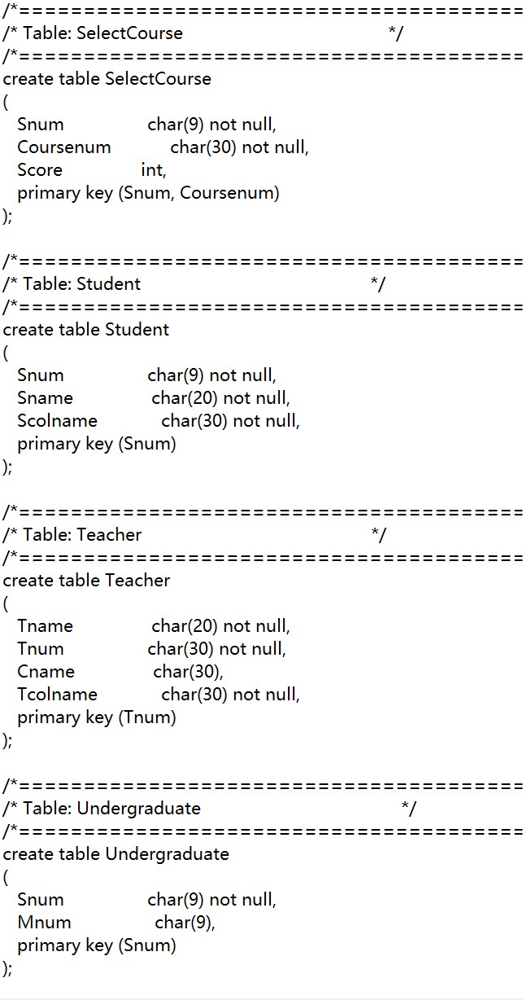 /*=======================================
/* Table: SelectCourse */
/*=======================================
create table SelectCourse
(
Snum char(9) not null,
Coursenum char(30) not null,
Score int,
primary key (Snum, Coursenum)
);
/*=======================================
/* Table: Student */
/*=======================================
create table Student
(
Snum char(9) not null,
Sname char(20) not null,
Scolname char(30) not null,
primary key (Snum)
);
/*=======================================
/* Table: Teacher */
/*=======================================
create table Teacher
(
Tname char(20) not null,
Tnum char(30) not null,
Cname char(30),
Tcolname char(30) not null,
primary key (Tnum)
);
/*=======================================
/* Table: Undergraduate */
/*=======================================
create table Undergraduate
(
Snum char(9) not null,
Mnum char(9),
primary key (Snum)
);